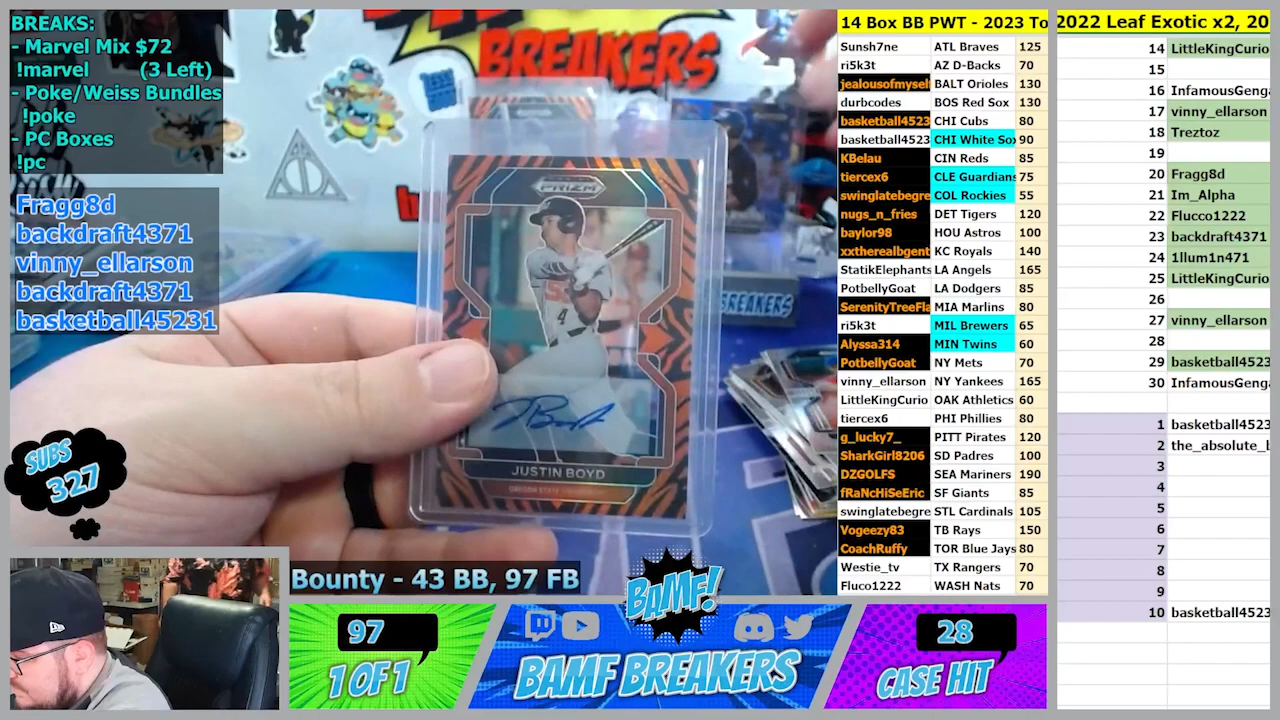 BREAKS:
- Marvel Mix $72
!marvel (3 Left)
- Poke/Weiss Bundles
!poke
- PC Boxes
!pc
Fragg8d
backdraft4371
vinny_ellarson
backdraft4371
basketball45231
SUBS
327
BREAKERS
BREAKERS
PRIZM
4
JUSTIN BOYD
OREGON STATE
Bounty - 43 BB, 97 FB
BAMF!
97
1 OF 1
BAMF BREAKERS
28
CASE HIT
14 Box BB PWT - 2023 To
Sunsh7ne ATL Braves 125
ri5k3t AZ D-Backs 70
jealousofmyself BALT Orioles 130
durbcodes BOS Red Sox 130
basketball4523 CHI Cubs 80
basketball4523 CHI White Sox 90
KBelau CIN Reds 85
tiercex6 CLE Guardians 75
swinglatebegre COL Rockies 55
nugs_n_fries DET Tigers 120
baylor98 HOU Astros 100
xxtherealbgent KC Royals 140
StatikElephants LA Angels 165
PotbellyGoat LA Dodgers 85
SerenityTreeFla MIA Marlins 80
ri5k3t MIL Brewers 65
Alyssa314 MIN Twins 60
PotbellyGoat NY Mets 70
vinny_ellarson NY Yankees 165
LittleKingCurio OAK Athletics 60
tiercex6 PHI Phillies 80
g_lucky7_ PITT Pirates 120
SharkGirl8206 SD Padres 100
DZGOLFS SEA Mariners 190
fRaNcHiSeEric SF Giants 85
swinglatebegre STL Cardinals 105
Vogeezy83 TB Rays 150
CoachRuffy TOR Blue Jays 80
Westie_tv TX Rangers 70
Fluco1222 WASH Nats 70
2022 Leaf Exotic x2, 20
14 LittleKingCurio
15
16 InfamousGenga
17 vinny_ellarson
18 Treztoz
19
20 Fragg8d
21 Im_Alpha
22 Flucco1222
23 backdraft4371
24 1llum1n471
25 LittleKingCurio
26
27 vinny_ellarson
28
29 basketball4523
30 InfamousGenga
1 basketball4523
2 the_absolute_b
3
4
5
6
7
8
9
10 basketball4523